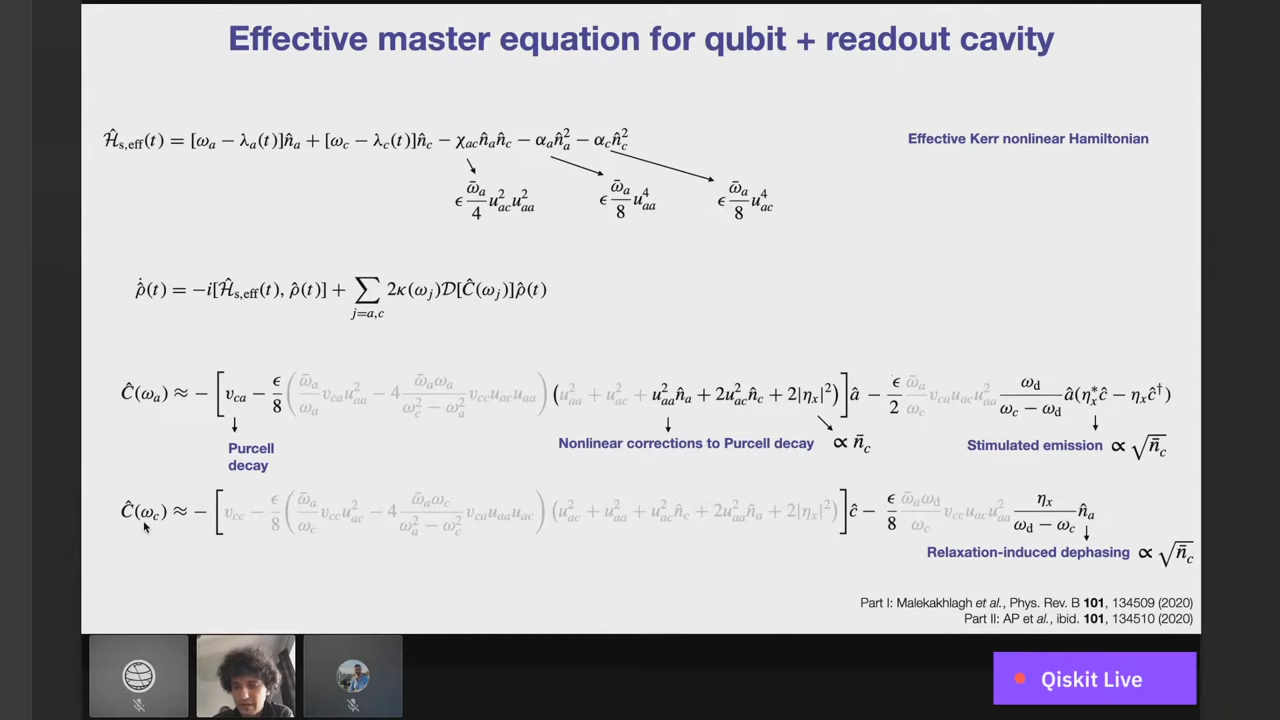 Effective master equation for qubit + readout cavity
Ĥ_s,eff(t) = [ω_a − λ_a(t)]n̂_a + [ω_c − λ_c(t)]n̂_c − χ_ac n̂_a n̂_c − α_a n̂_a² − α_c n̂_c²
Effective Kerr nonlinear Hamiltonian
ϵ ω̄_a/4 u_ac² u_aa²
ϵ ω̄_a/8 u_aa⁴
ϵ ω̄_a/8 u_ac⁴
ρ̂̇(t) = −i[Ĥ_s,eff(t), ρ̂(t)] + ∑_{j=a,c} 2κ(ω_j)𝒟[Ĉ(ω_j)]ρ̂(t)
Ĉ(ω_a) ≈ −[v_ca − ϵ/8 (ω̄_a/ω_a v_ca u_aa² − 4 ω̄_a ω_a/(ω_c² − ω_a²) v_cc u_ac u_aa) (u_aa² + u_ac² + u_aa² n̂_a + 2u_ac² n̂_c + 2|η_x|²)] â − ϵ/2 ω̄_a/ω_c v_ca u_ac u_aa² ω_d/(ω_c − ω_d) â(η_x* ĉ − η_x ĉ†)
Purcell
decay
Nonlinear corrections to Purcell decay ∝ n̄_c
Stimulated emission ∝ √n̄_c
Ĉ(ω_c) ≈ −[v_cc − ϵ/8 (ω̄_a/ω_c v_cc u_ac² − 4 ω̄_a ω_c/(ω_a² − ω_c²) v_ca u_aa u_ac) (u_ac² + u_aa² + u_ac² n̂_c + 2u_aa² n̂_a + 2|η_x|²)] ĉ − ϵ/8 ω̄_a ω_d/ω_c v_cc u_ac u_aa² η_x/(ω_d − ω_c) n̂_a
Relaxation-induced dephasing ∝ √n̄_c
Part I: Malekakhlagh et al., Phys. Rev. B 101, 134509 (2020)
Part II: AP et al., ibid. 101, 134510 (2020)
Qiskit Live